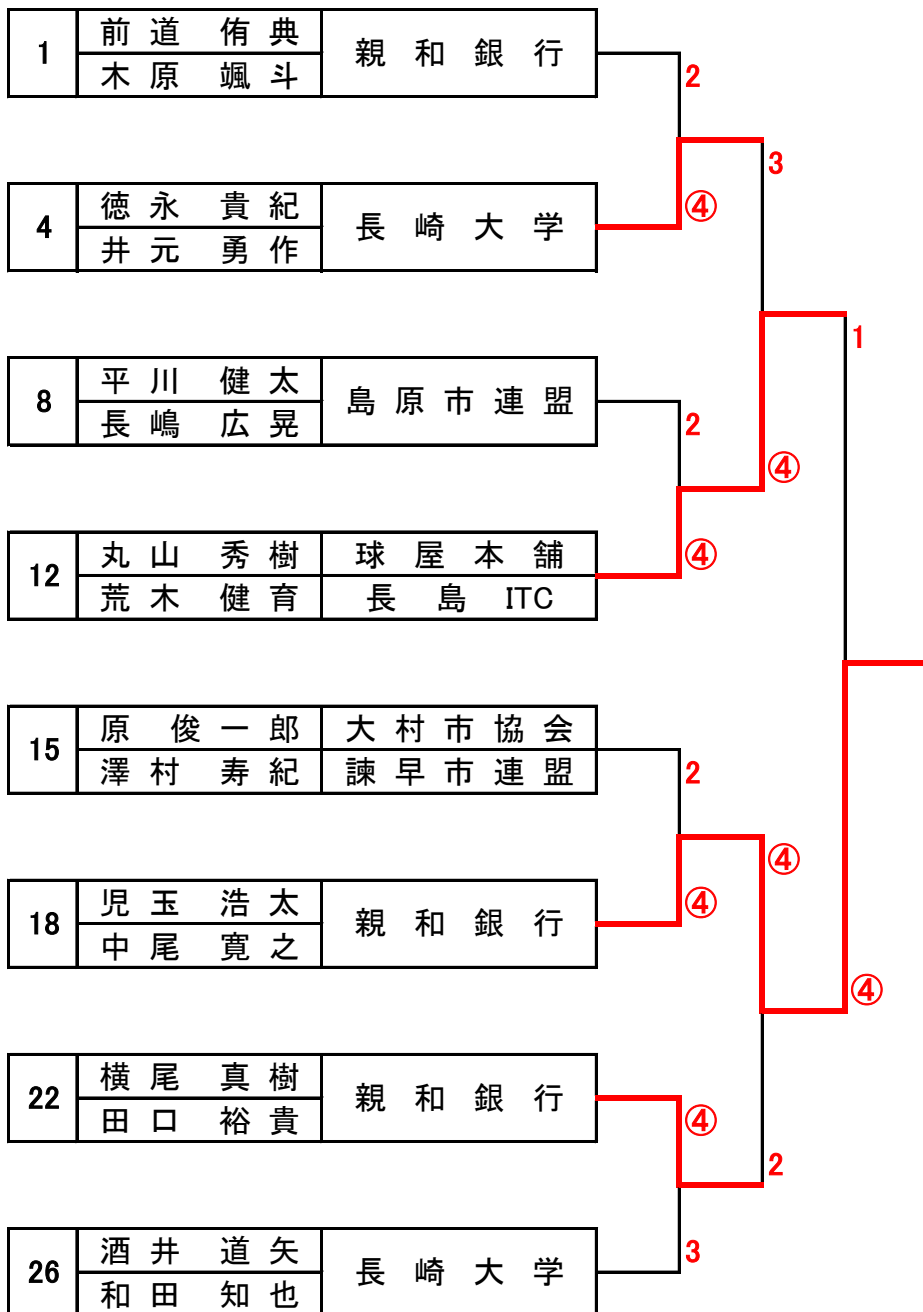 1 前道 侑典 親和銀行
木原 颯斗
2
3
4 徳永 貴紀 長崎大学
④
井元 勇作
1
8 平川 健太 島原市連盟
長嶋 広晃
2
④
12 丸山 秀樹 球屋本舗
④
荒木 健育 長島 ITC
15 原 俊一郎 大村市協会
澤村 寿紀 諫早市連盟
2
④
18 児玉 浩太 親和銀行
④
中尾 寛之
④
22 横尾 真樹 親和銀行
田口 裕貴
④
2
26 酒井 道矢 長崎大学
3
和田 知也